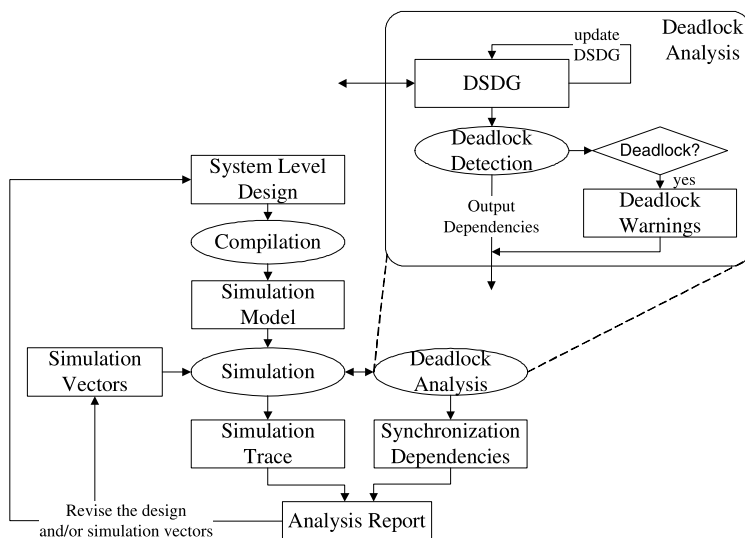 Deadlock
Analysis
update
DSDG
DSDG
Deadlock
Detection
Deadlock?
yes
Deadlock
Warnings
Output
Dependencies
System Level
Design
Compilation
Simulation
Model
Simulation
Vectors
Simulation
Deadlock
Analysis
Simulation
Trace
Synchronization
Dependencies
Revise the design
and/or simulation vectors
Analysis Report